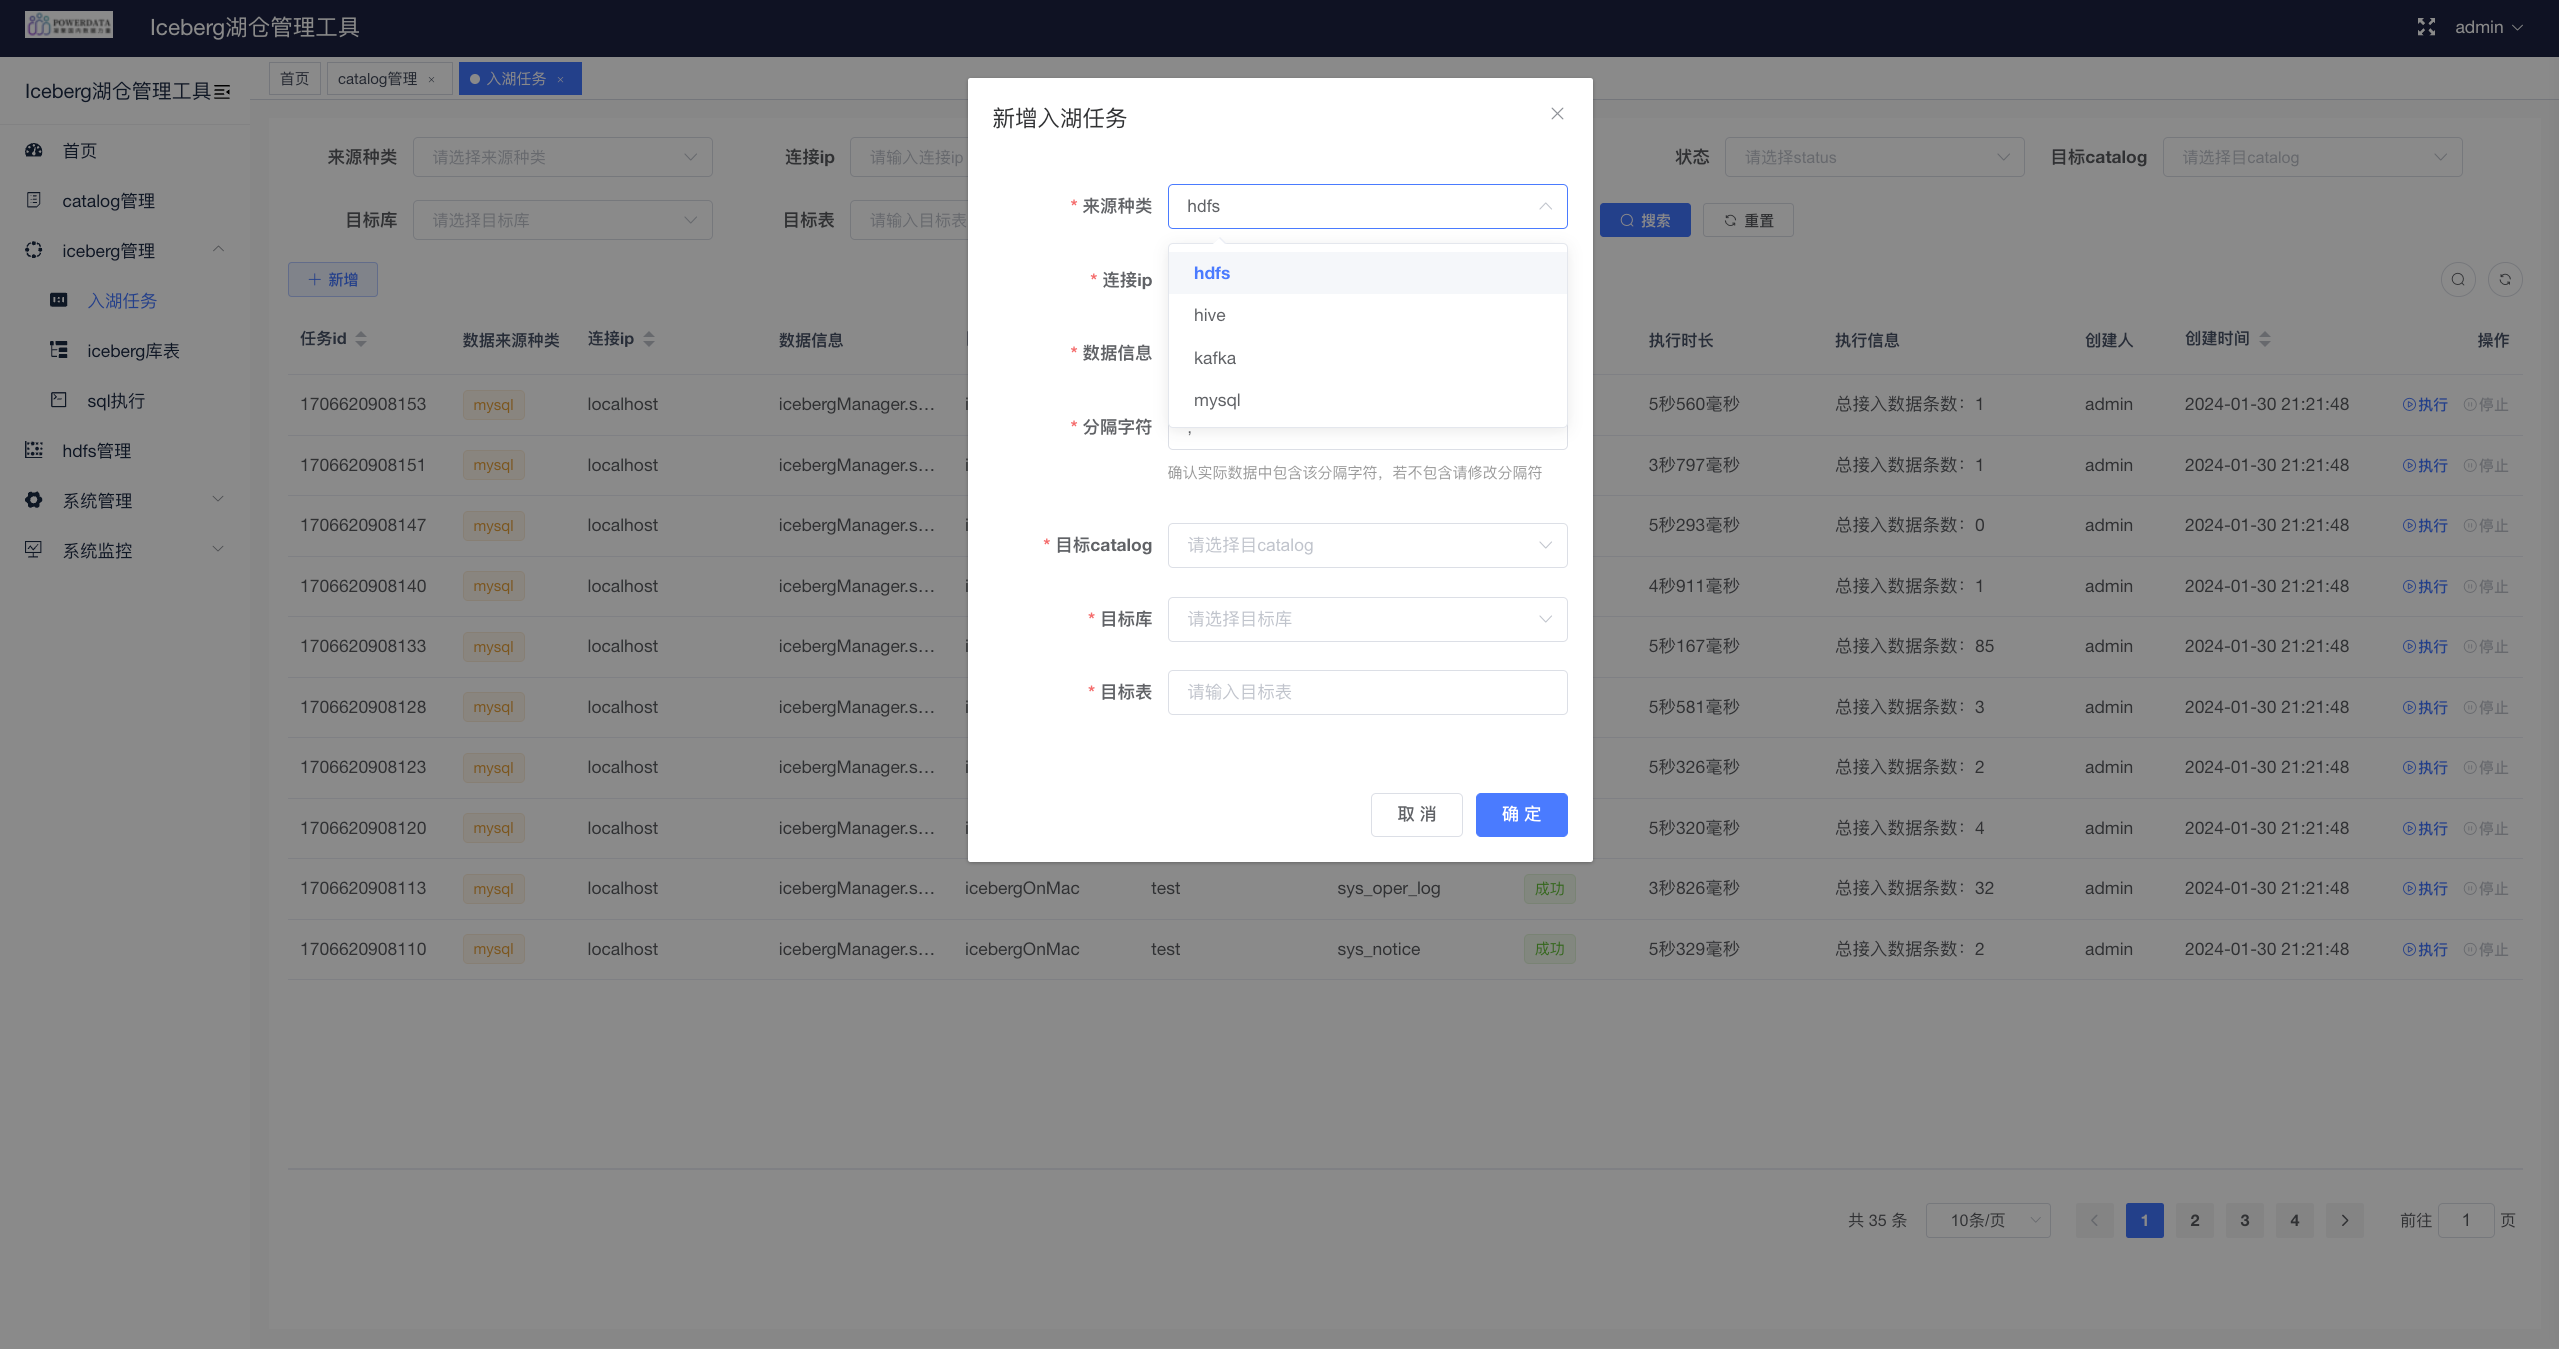 POWERDATA
Iceberg湖仓管理工具
admin
Iceberg湖仓管理工具
首页
catalog管理
iceberg管理
入湖任务
iceberg库表
sql执行
hdfs管理
系统管理
系统监控
首页 catalog管理 × 入湖任务 ×
来源种类 请选择来源种类 连接ip 请输入连接ip 状态 请选择status 目标catalog 请选择目catalog
目标库 请选择目标库 目标表 请输入目标表 搜索 重置
新增
任务id 数据来源种类 连接ip 数据信息 执行时长 执行信息 创建人 创建时间 操作
1706620908153 mysql localhost icebergManager.s... 5秒560毫秒 总接入数据条数：1 admin 2024-01-30 21:21:48 执行 停止
1706620908151 mysql localhost icebergManager.s... 3秒797毫秒 总接入数据条数：1 admin 2024-01-30 21:21:48 执行 停止
1706620908147 mysql localhost icebergManager.s... 5秒293毫秒 总接入数据条数：0 admin 2024-01-30 21:21:48 执行 停止
1706620908140 mysql localhost icebergManager.s... 4秒911毫秒 总接入数据条数：1 admin 2024-01-30 21:21:48 执行 停止
1706620908133 mysql localhost icebergManager.s... 5秒167毫秒 总接入数据条数：85 admin 2024-01-30 21:21:48 执行 停止
1706620908128 mysql localhost icebergManager.s... 5秒581毫秒 总接入数据条数：3 admin 2024-01-30 21:21:48 执行 停止
1706620908123 mysql localhost icebergManager.s... 5秒326毫秒 总接入数据条数：2 admin 2024-01-30 21:21:48 执行 停止
1706620908120 mysql localhost icebergManager.s... 5秒320毫秒 总接入数据条数：4 admin 2024-01-30 21:21:48 执行 停止
1706620908113 mysql localhost icebergManager.s... icebergOnMac test sys_oper_log 成功 3秒826毫秒 总接入数据条数：32 admin 2024-01-30 21:21:48 执行 停止
1706620908110 mysql localhost icebergManager.s... icebergOnMac test sys_notice 成功 5秒329毫秒 总接入数据条数：2 admin 2024-01-30 21:21:48 执行 停止
共 35 条 10条/页 1 2 3 4 前往 1 页
新增入湖任务
* 来源种类 hdfs
hdfs
* 连接ip
hive
* 数据信息
kafka
mysql
* 分隔字符
确认实际数据中包含该分隔字符，若不包含请修改分隔符
* 目标catalog 请选择目catalog
* 目标库 请选择目标库
* 目标表 请输入目标表
取 消 确 定